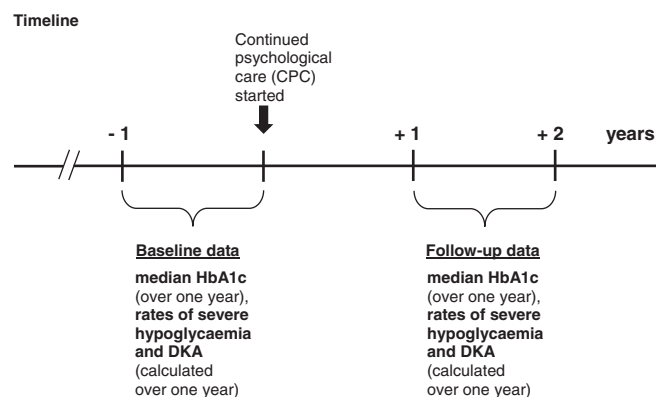 Timeline
Continued
psychological
care (CPC)
started
- 1
+ 1
+ 2
years
Baseline data
median HbA1c
(over one year),
rates of severe
hypoglycaemia
and DKA
(calculated
over one year)
Follow-up data
median HbA1c
(over one year),
rates of severe
hypoglycaemia
and DKA
(calculated
over one year)